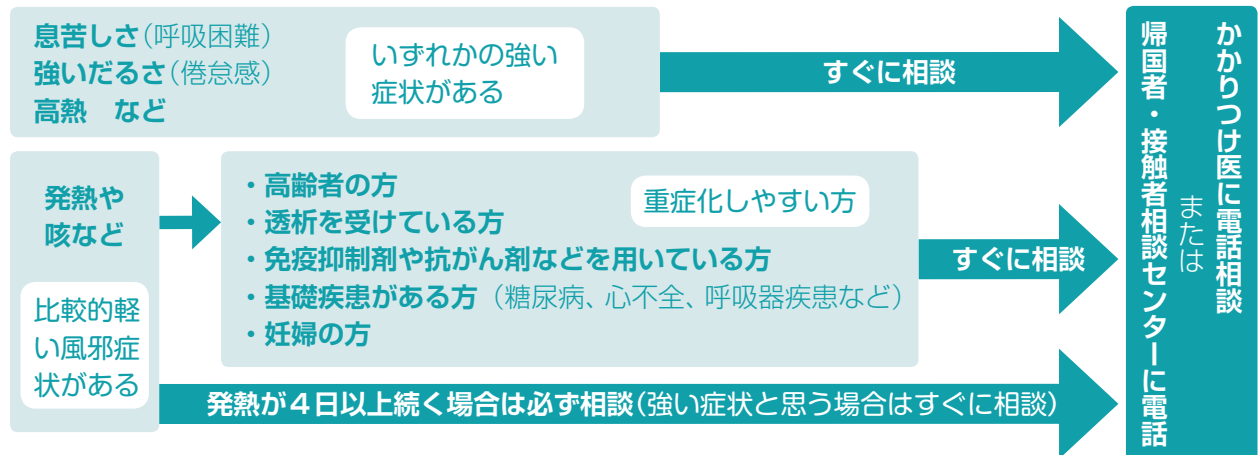 息苦しさ(呼吸困難)
強いだるさ(倦怠感)
高熱　など
いずれかの強い
症状がある
すぐに相談
発熱や
咳など
比較的軽
い風邪症
状がある
・高齢者の方
・透析を受けている方
・免疫抑制剤や抗がん剤などを用いている方
・基礎疾患がある方（糖尿病、心不全、呼吸器疾患など）
・妊婦の方
重症化しやすい方
すぐに相談
発熱が４日以上続く場合は必ず相談(強い症状と思う場合はすぐに相談)
かかりつけ医に電話相談
または
帰国者・接触者相談センターに電話